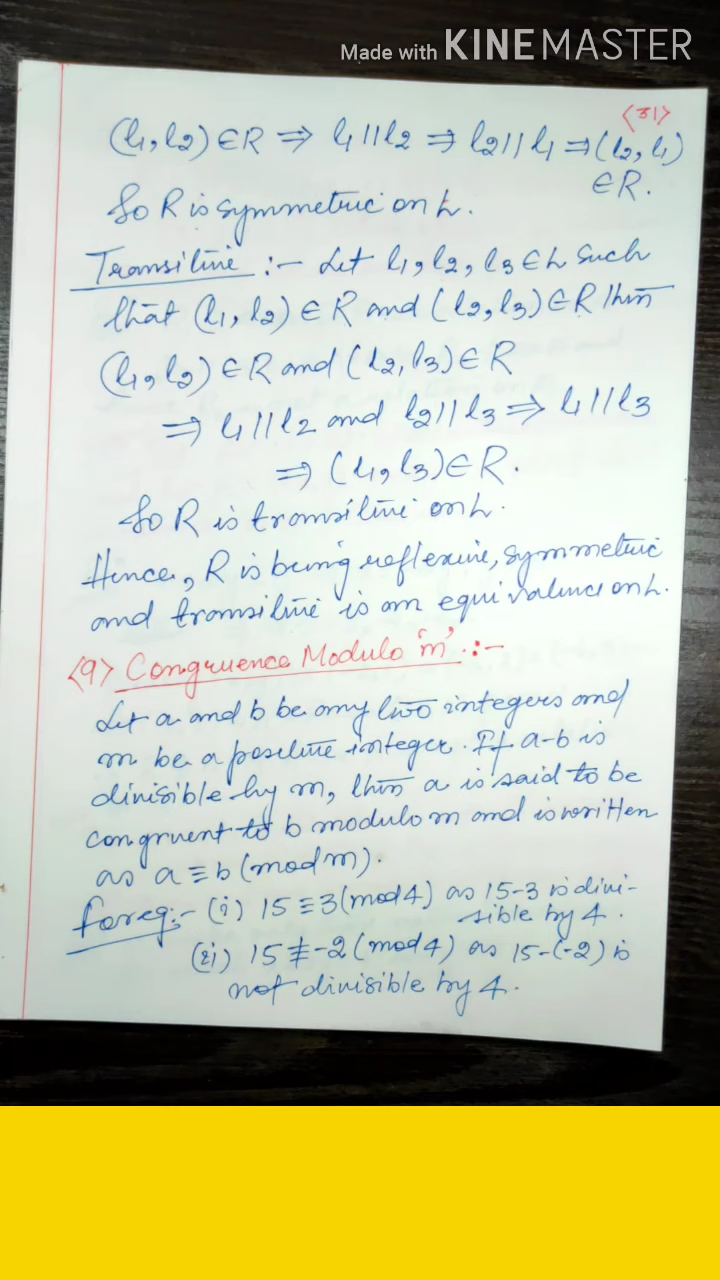 Made with KINEMASTER
<31>
(l1, l2) ∈ R ⇒ l1 // l2 ⇒ l2 // l1 ⇒ (l2, l1)
∈ R.
So R is symmetric on L.
Transitive :- Let l1, l2, l3 ∈ L such
that (l1, l2) ∈ R and (l2, l3) ∈ R then
(l1, l2) ∈ R and (l2, l3) ∈ R
⇒ l1 // l2 and l2 // l3 ⇒ l1 // l3
⇒ (l1, l3) ∈ R.
So R is transitive on L.
Hence, R is being reflexive, symmetric
and transitive is an equivalence on L.
<9> Congruence Modulo 'm' :-
Let a and b be any two integers and
m be a positive integer. If a-b is
divisible by m, then a is said to be
congruent to b modulo m and is written
as a ≡ b (mod m).
for eg:- (i) 15 ≡ 3 (mod 4) as 15-3 is divi-
sible by 4.
(ii) 15 ≢ -2 (mod 4) as 15-(-2) is
not divisible by 4.